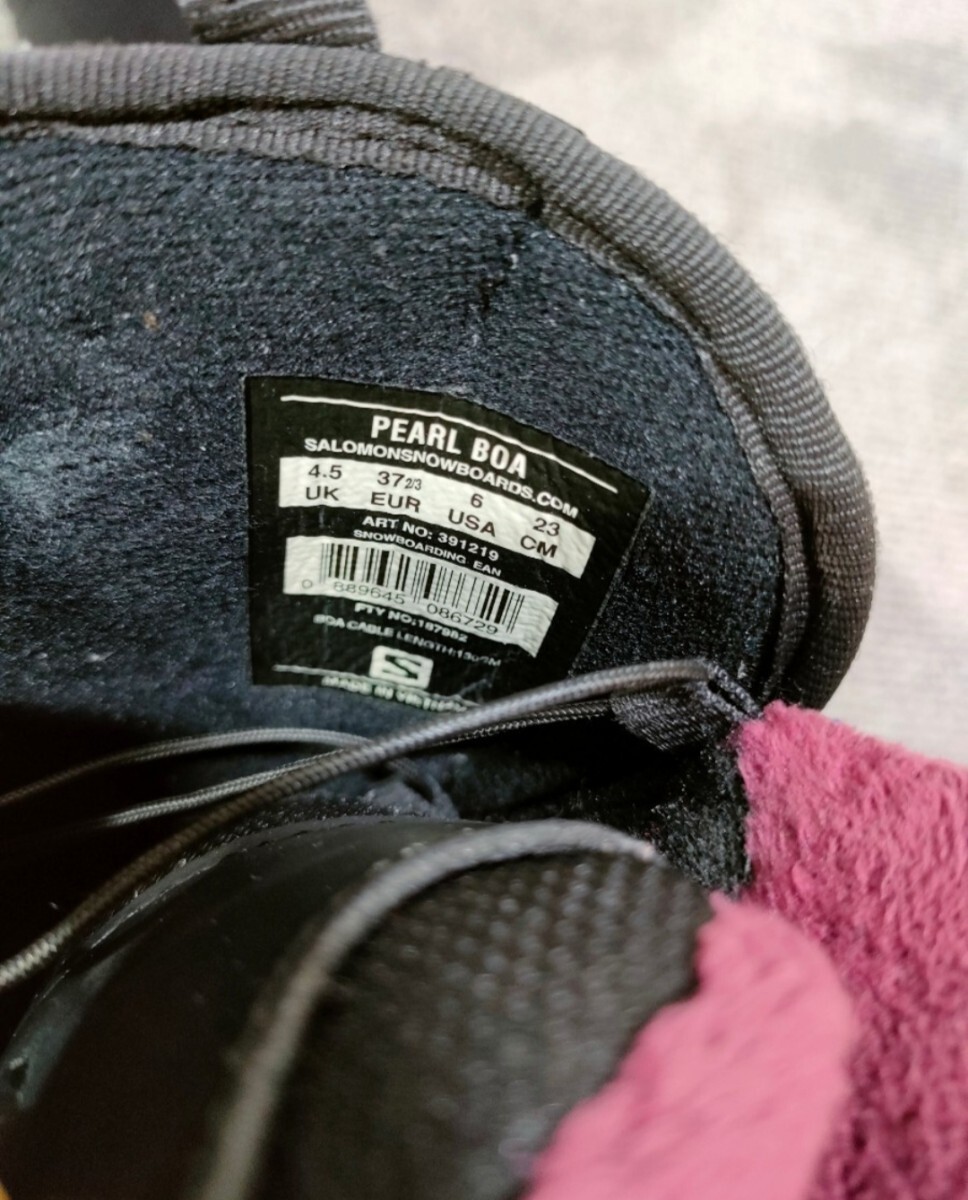 PEARL BOA
SALOMONSNOWBOARDS.COM
4.5 37 2/3 6 23
UK EUR USA CM
ART NO: 391219
SNOWBOARDING EAN
0 889645 086729
FTY NO:187982
BOA CABLE LENGTH:
S
MADE IN